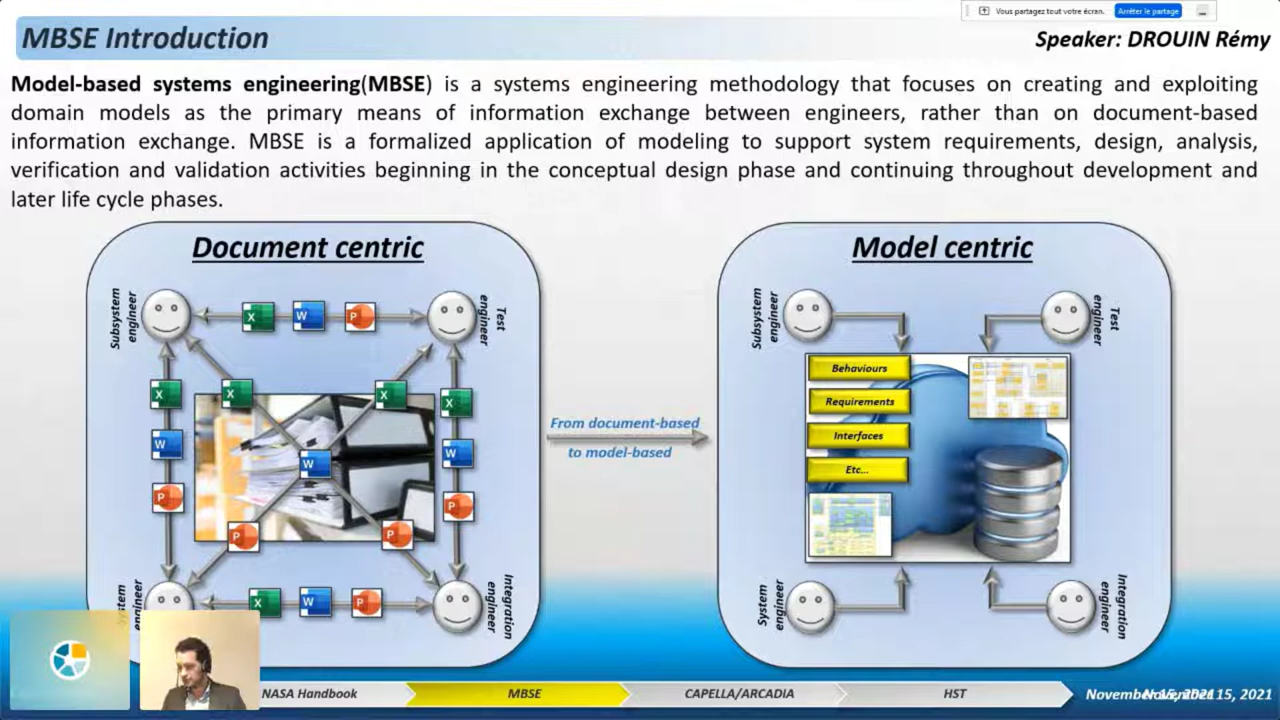 Vous partagez tout votre écran. Arrêter le partage
MBSE Introduction
Speaker: DROUIN Rémy
Model-based systems engineering(MBSE) is a systems engineering methodology that focuses on creating and exploiting
domain models as the primary means of information exchange between engineers, rather than on document-based
information exchange. MBSE is a formalized application of modeling to support system requirements, design, analysis,
verification and validation activities beginning in the conceptual design phase and continuing throughout development and
later life cycle phases.
Document centric
Subsystem
engineer
X W P
Test
engineer
X X X X
W W W
P P P P
Integration
engineer
X W P
From document-based
to model-based
Model centric
Subsystem
engineer
Test
engineer
Behaviours
Requirements
Interfaces
Etc...
System
engineer
Integration
engineer
NASA Handbook
MBSE
CAPELLA/ARCADIA
HST
15, 2021